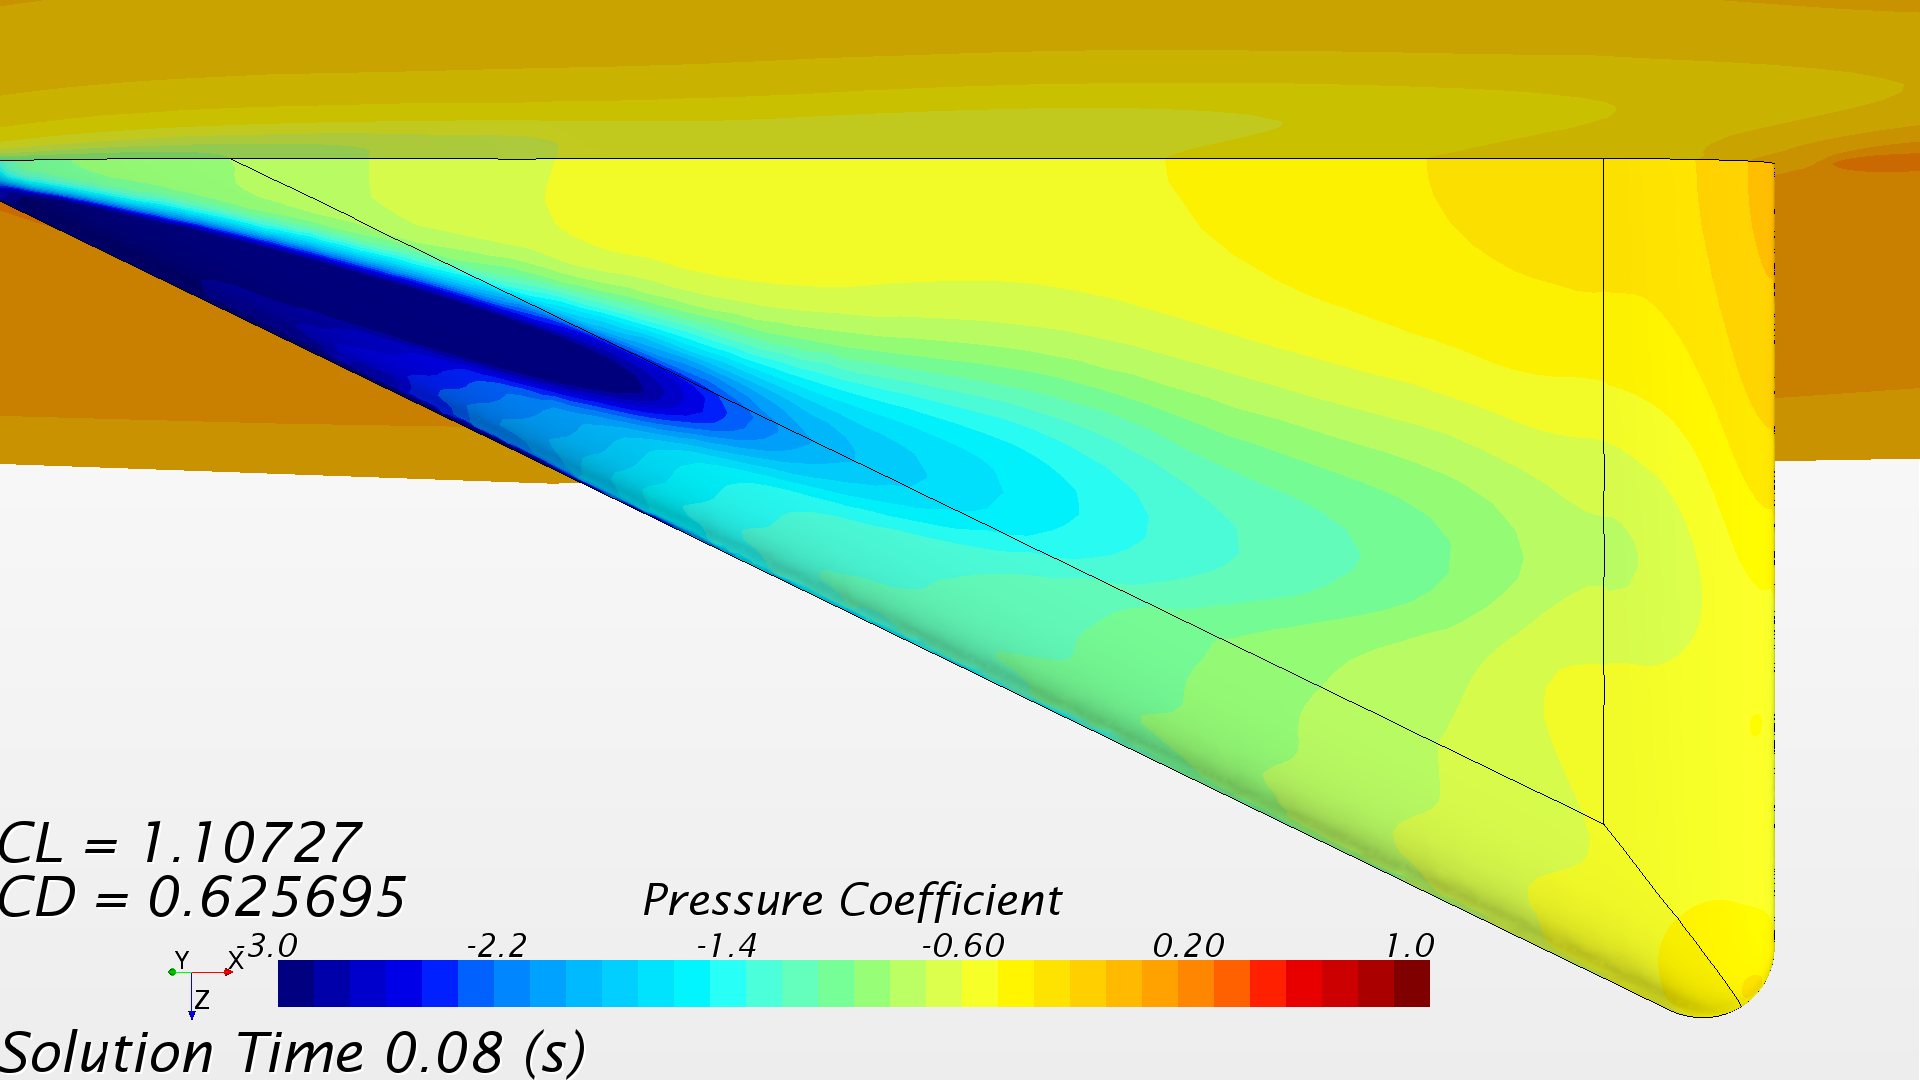 CL = 1.10727
CD = 0.625695
Pressure Coefficient
-3.0 -2.2 -1.4 -0.60 0.20 1.0
Y X
Z
Solution Time 0.08 (s)